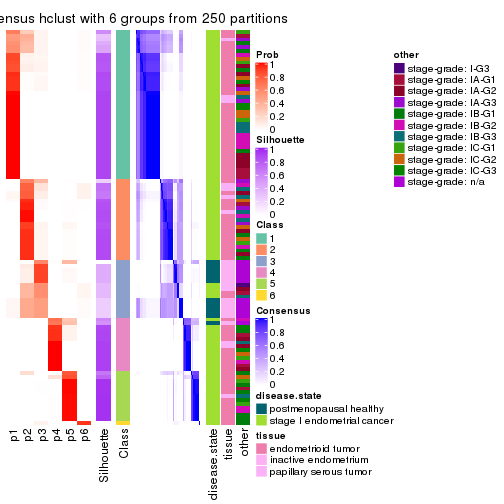 ensus hclust with 6 groups from 250 partitions
Prob
1
0.8
0.6
0.4
0.2
0
Silhouette
1
0.8
0.6
0.4
0.2
0
Class
1
2
3
4
5
6
Consensus
1
0.8
0.6
0.4
0.2
0
disease.state
postmenopausal healthy
stage I endometrial cancer
tissue
endometrioid tumor
inactive endometrium
papillary serous tumor
other
stage-grade: I-G3
stage-grade: IA-G1
stage-grade: IA-G2
stage-grade: IA-G3
stage-grade: IB-G1
stage-grade: IB-G2
stage-grade: IB-G3
stage-grade: IC-G1
stage-grade: IC-G2
stage-grade: IC-G3
stage-grade: n/a
p1
p2
p3
p4
p5
p6
Silhouette
Class
disease.state
tissue
other